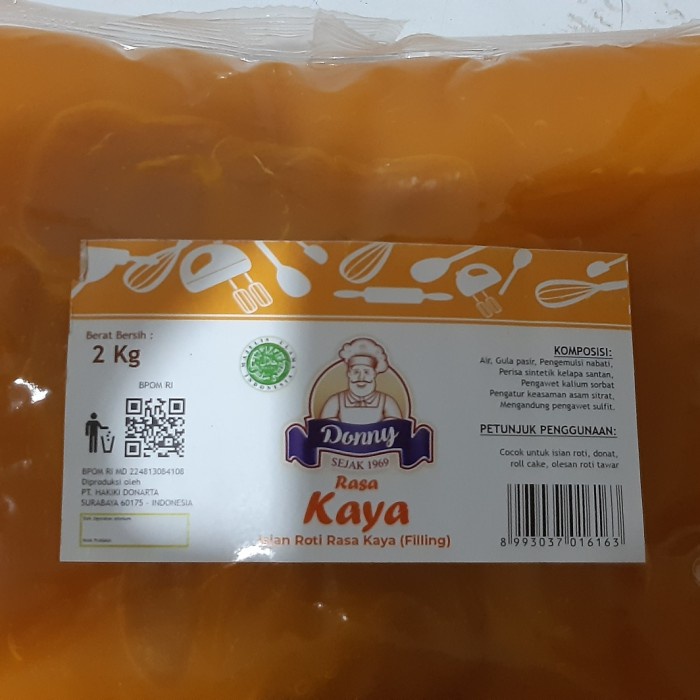 Berat Bersih :
2 Kg
BPOM RI
BPOM RI MD 224813084108
Diproduksi oleh
PT. HAKIKI DONARTA
SURABAYA 60175 - INDONESIA
Donny
SEJAK 1969
Rasa
Kaya
Isian Roti Rasa Kaya (Filling)
KOMPOSISI:
Air, Gula pasir, Pengemulsi nabati,
Perisa sintetik kelapa santan,
Pengawet kalium sorbat
Pengatur keasaman asam sitrat,
Mengandung pengawet sulfit.
PETUNJUK PENGGUNAAN:
Cocok untuk isian roti, donat,
roll cake, olesan roti tawar
8 993037 016163